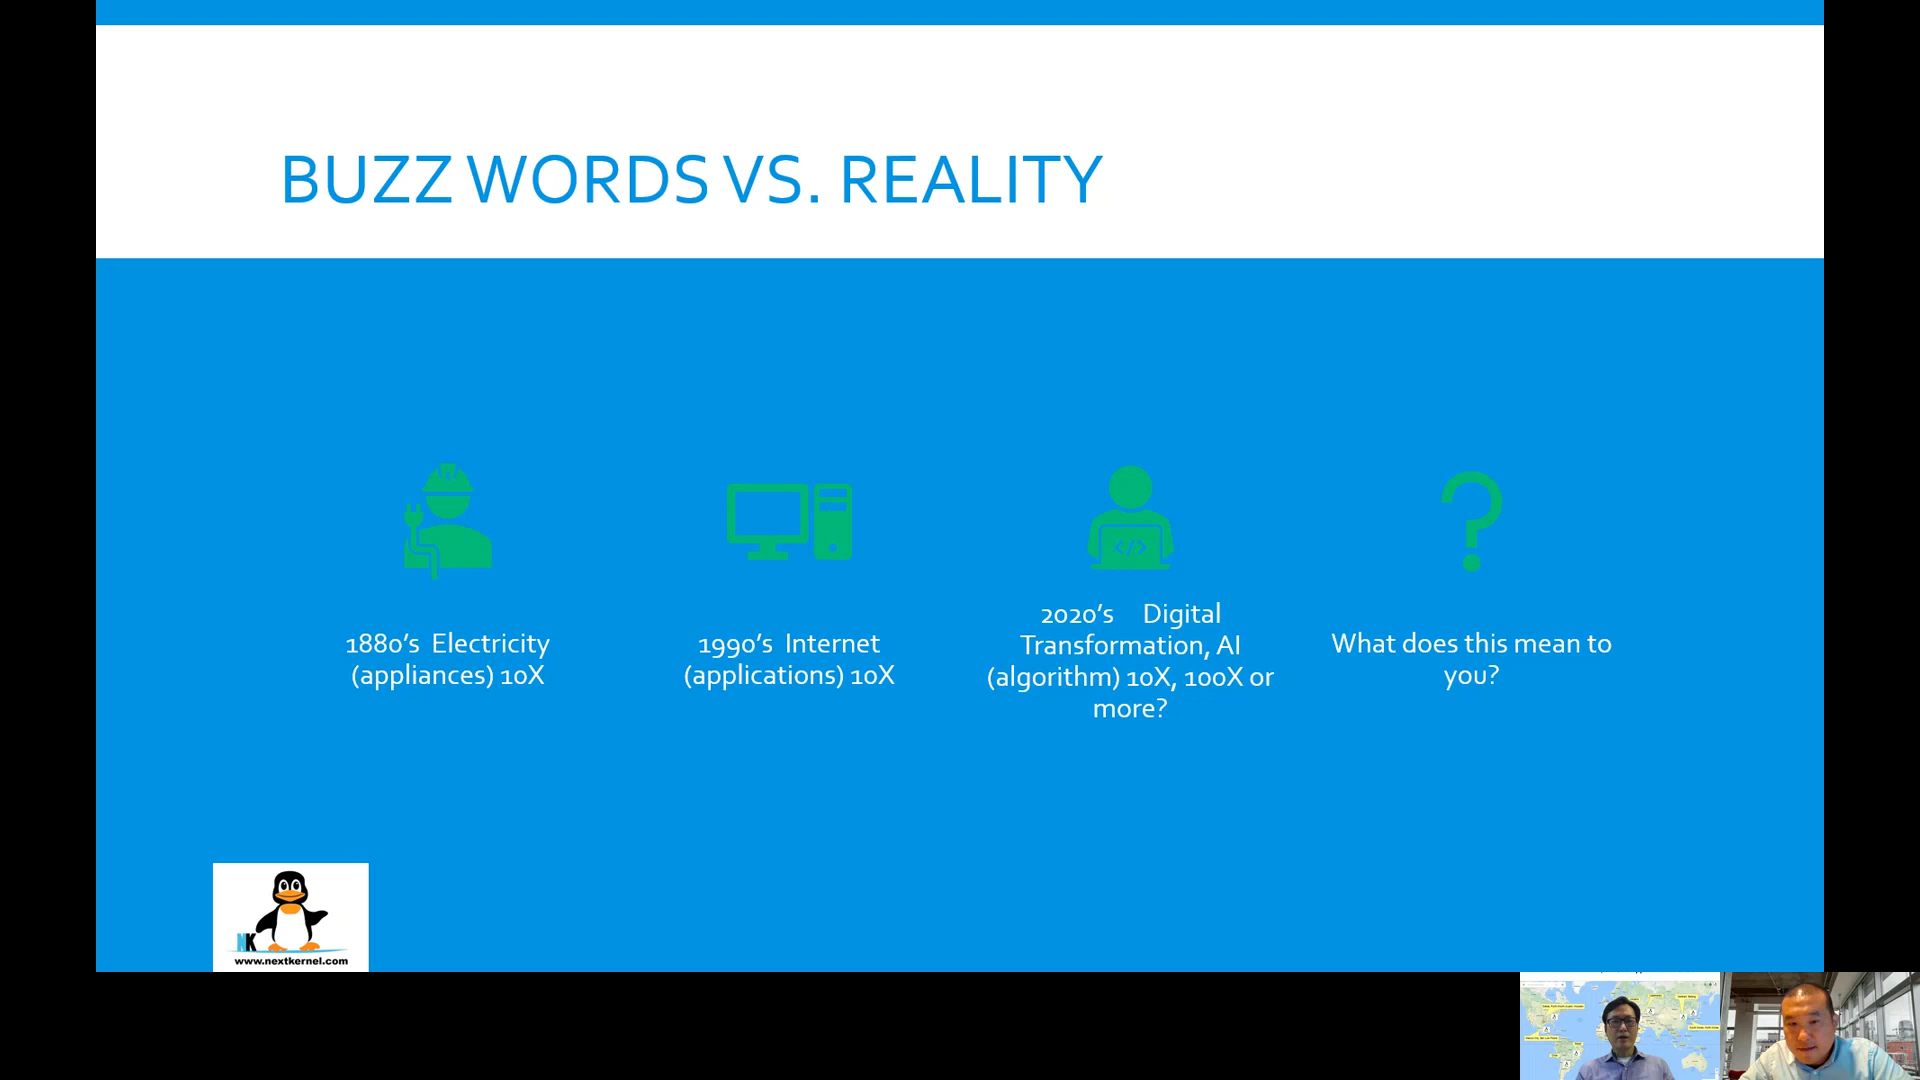 BUZZ WORDS VS. REALITY
1880's Electricity
(appliances) 10X
1990's Internet
(applications) 10X
2020's Digital
Transformation, AI
(algorithm) 10X, 100X or
more?
What does this mean to
you?
NK
www.nextkernel.com